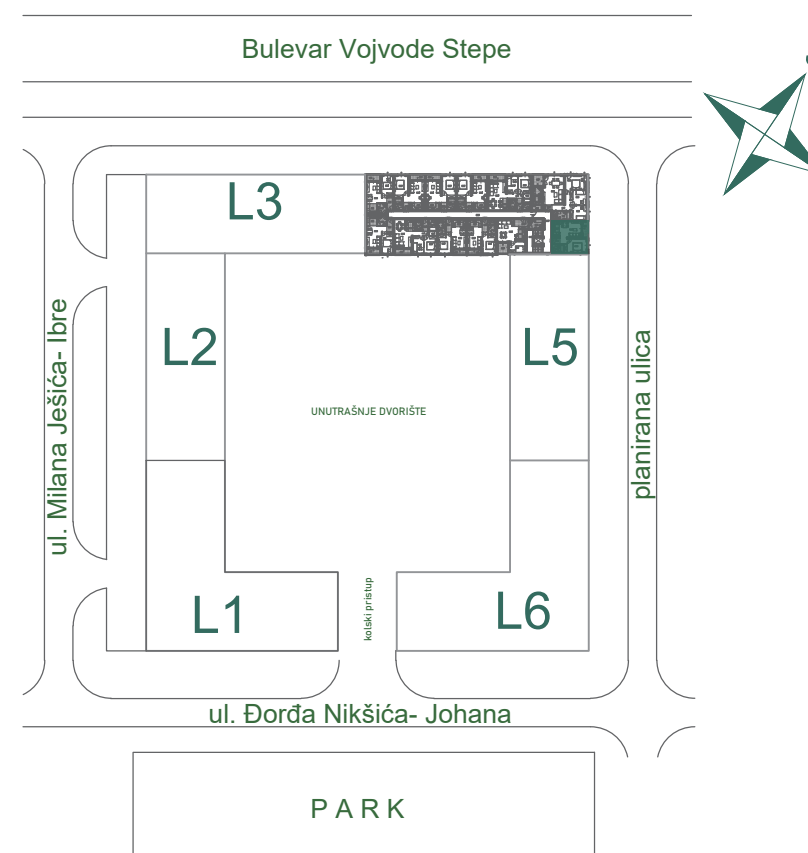 Bulevar Vojvode Stepe
L3
L2
L5
ul. Milana Ješića- Ibre
planirana ulica
UNUTRAŠNJE DVORIŠTE
kolski pristup
L1
L6
ul. Đorđa Nikšića- Johana
PARK